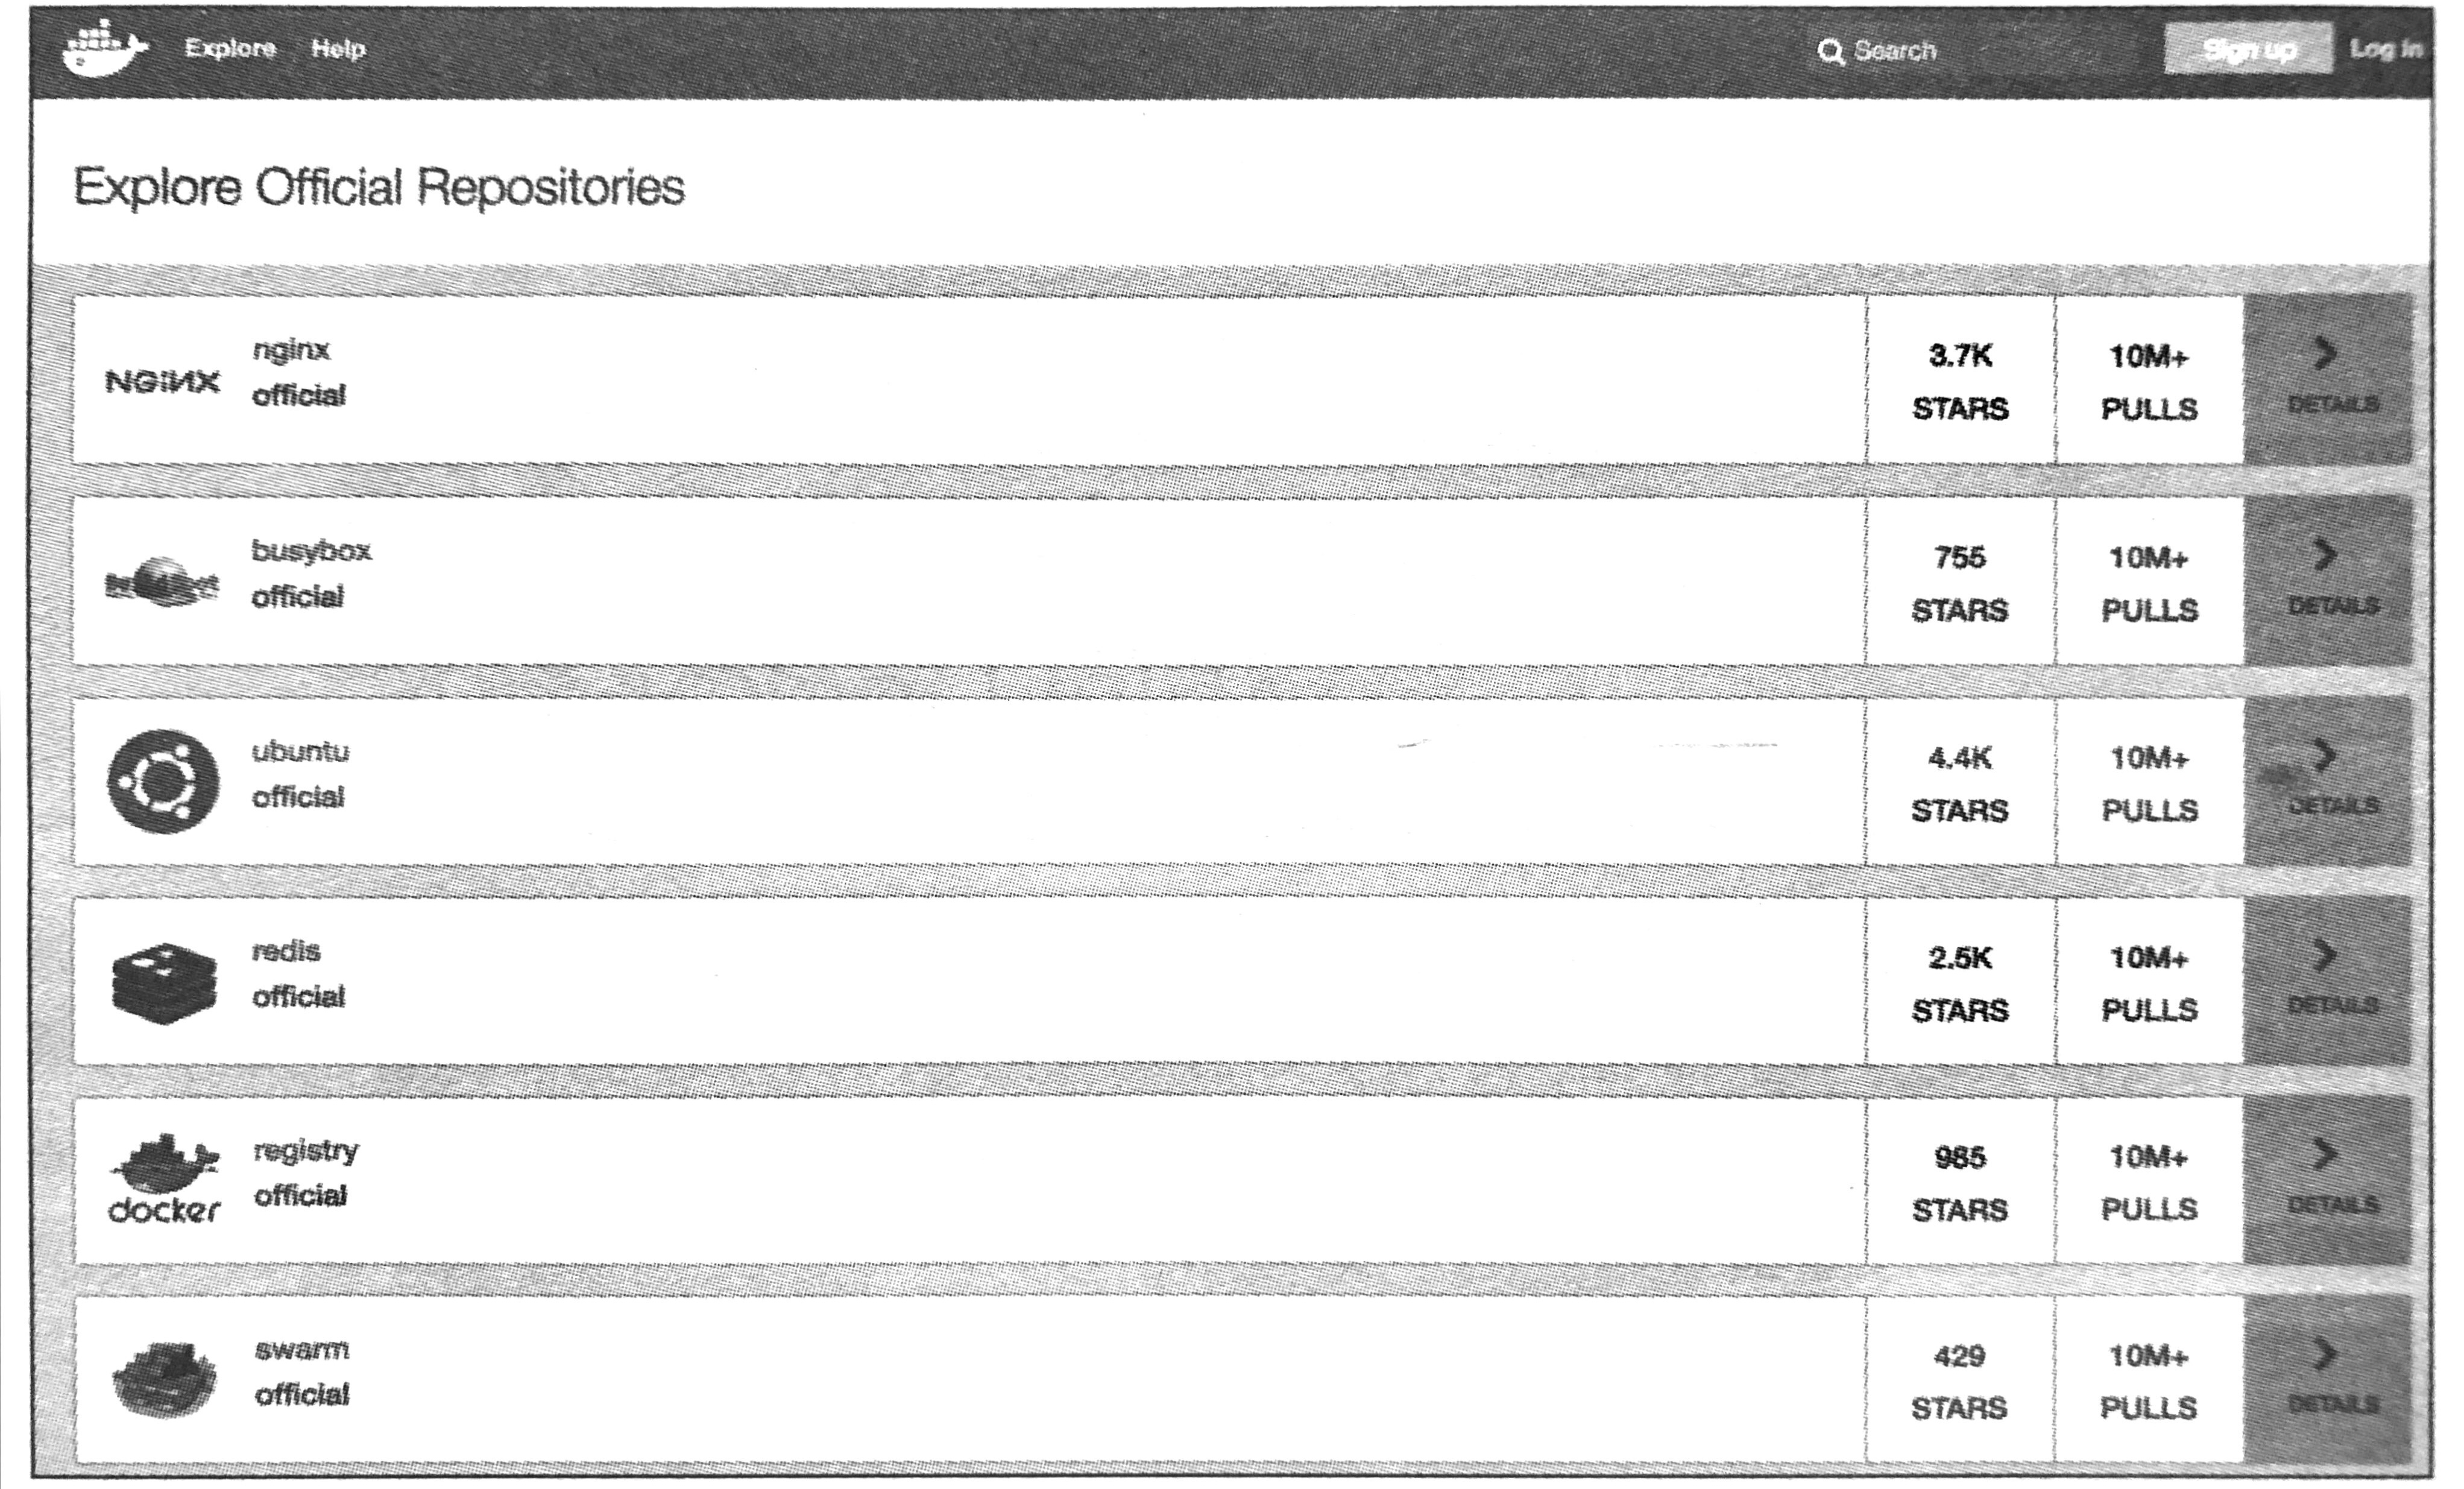 Explore Help Search Sign up Log in
Explore Official Repositories
NGINX
nginx
official
3.7K
STARS
10M+
PULLS
DETAILS
busybox
official
755
STARS
10M+
PULLS
DETAILS
ubuntu
official
4.4K
STARS
10M+
PULLS
DETAILS
redis
official
2.5K
STARS
10M+
PULLS
DETAILS
docker
registry
official
985
STARS
10M+
PULLS
DETAILS
swarm
official
429
STARS
10M+
PULLS
DETAILS